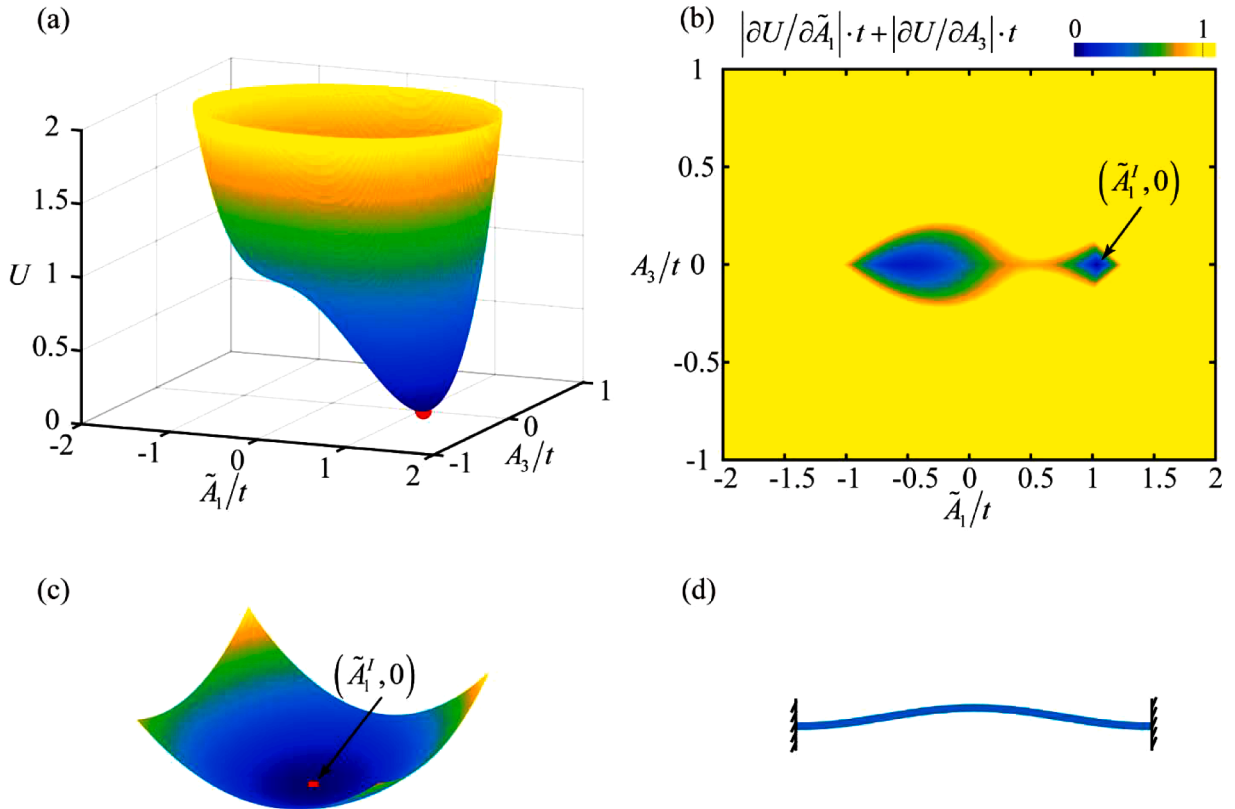 (a)
2
1.5
U 1
0.5
0
-2
-1
0
1
2
Ã₁/t
-1
0
1
A₃/t
(b)
|∂U/∂Ã₁|·t+|∂U/∂A₃|·t
0 1
1
0.5
A₃/t 0
-0.5
-1
(Ã₁ᴵ,0)
-2 -1.5 -1 -0.5 0 0.5 1 1.5 2
Ã₁/t
(c)
(Ã₁ᴵ,0)
(d)